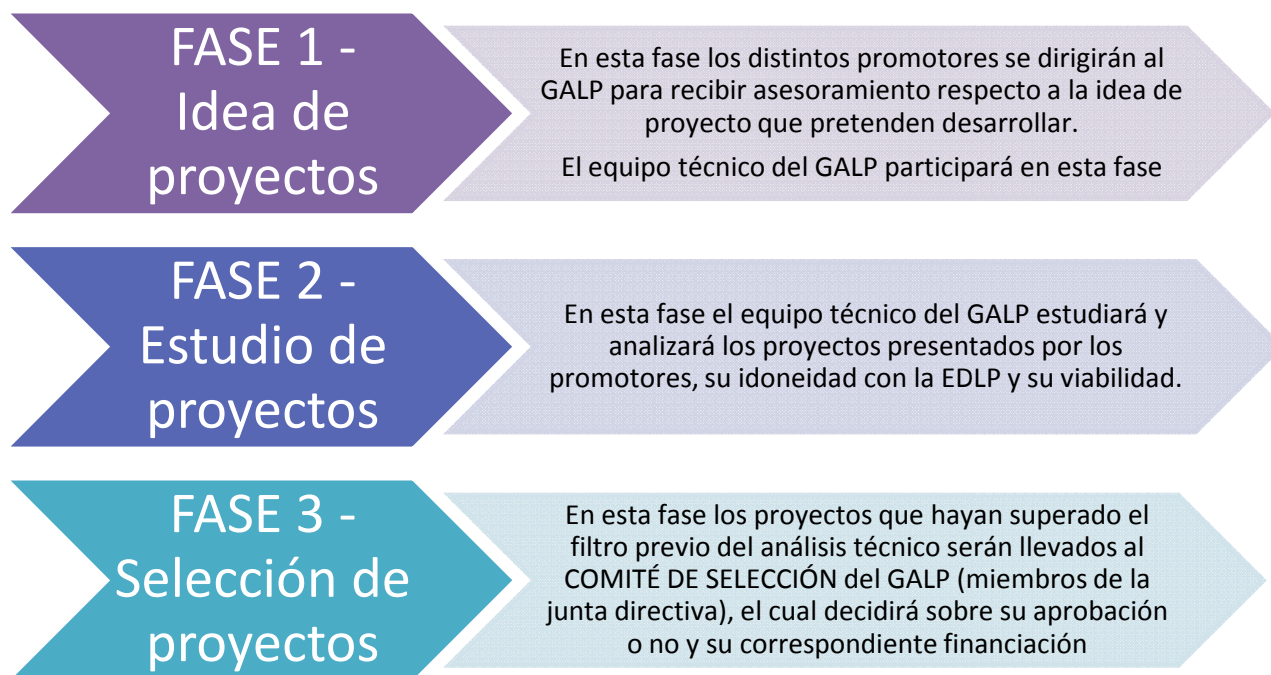 FASE 1 -
Idea de
proyectos
En esta fase los distintos promotores se dirigirán al
GALP para recibir asesoramiento respecto a la idea de
proyecto que pretenden desarrollar.
El equipo técnico del GALP participará en esta fase
FASE 2 -
Estudio de
proyectos
En esta fase el equipo técnico del GALP estudiará y
analizará los proyectos presentados por los
promotores, su idoneidad con la EDLP y su viabilidad.
FASE 3 -
Selección de
proyectos
En esta fase los proyectos que hayan superado el
filtro previo del análisis técnico serán llevados al
COMITÉ DE SELECCIÓN del GALP (miembros de la
junta directiva), el cual decidirá sobre su aprobación
o no y su correspondiente financiación